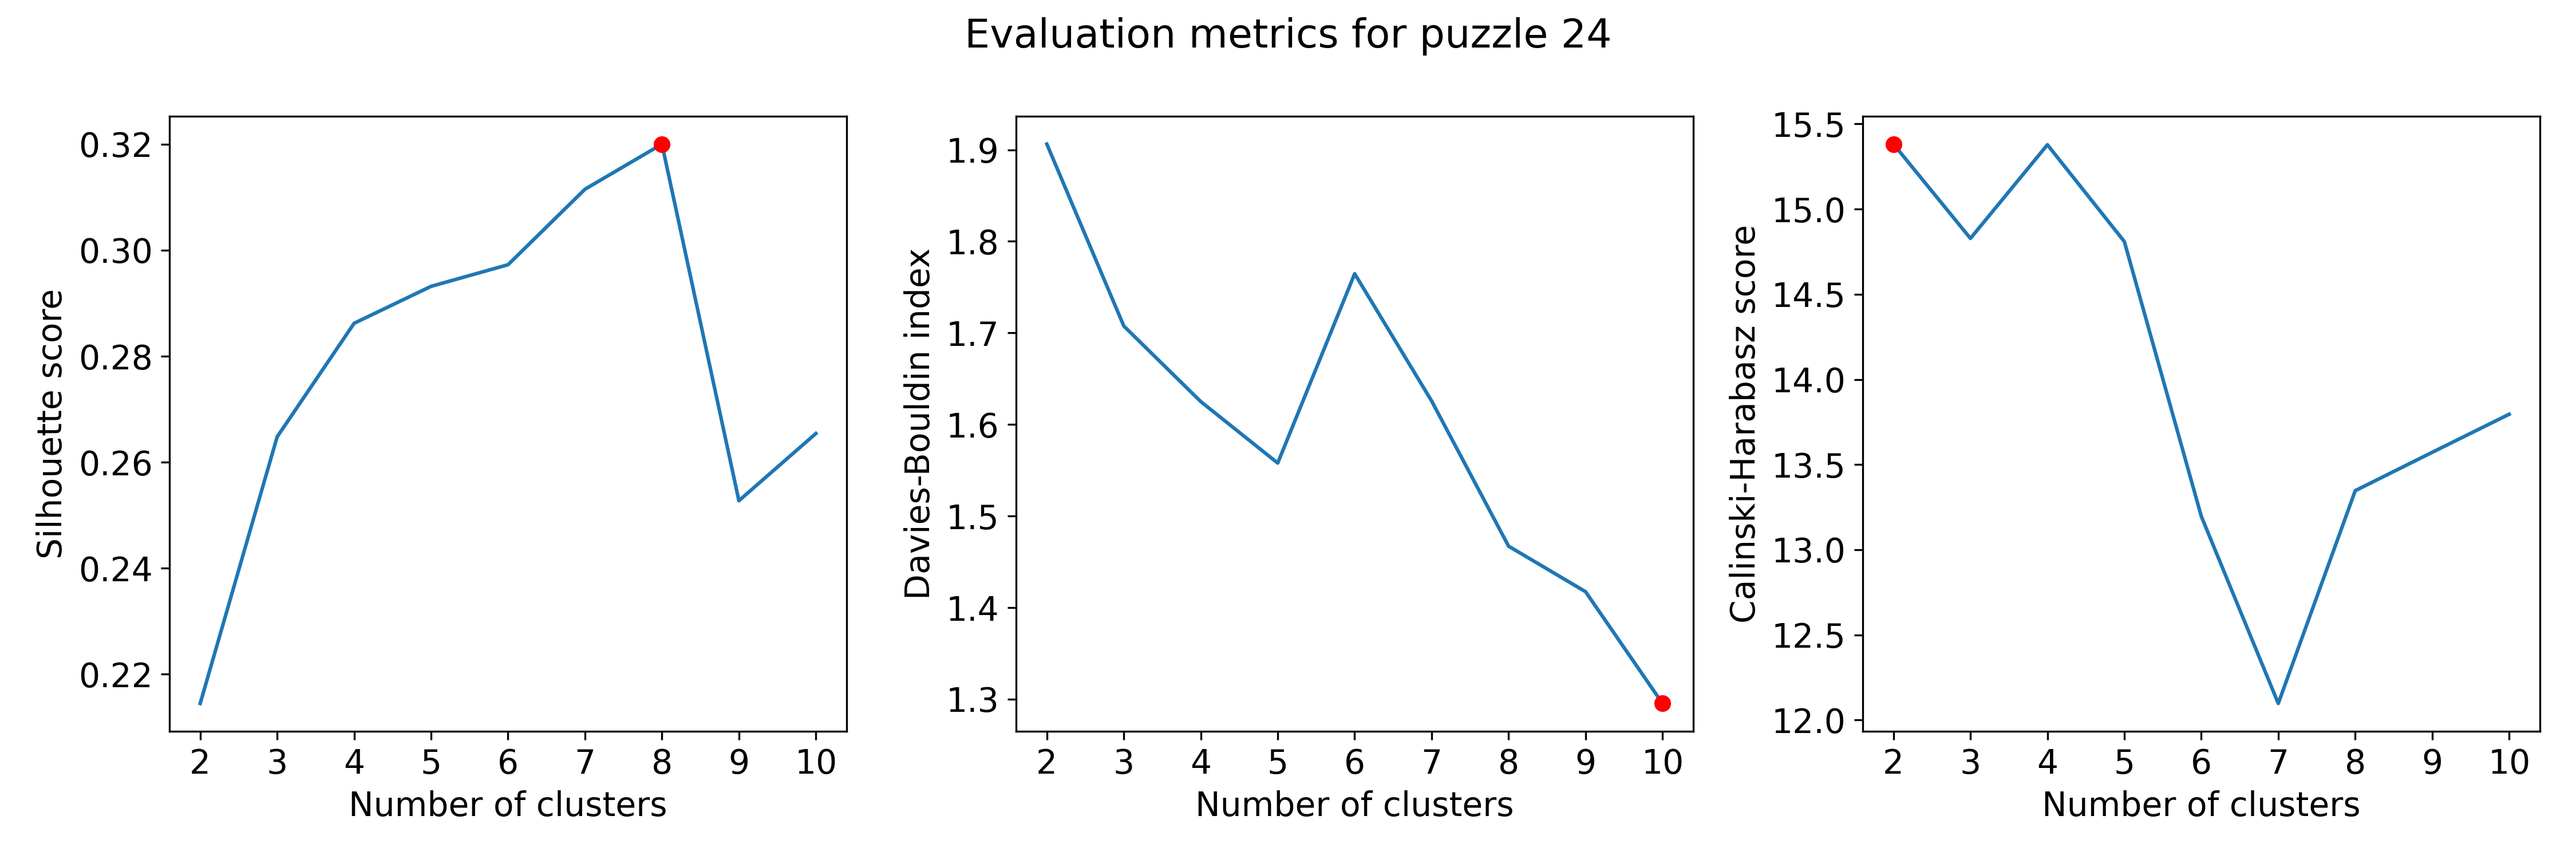 Evaluation metrics for puzzle 24
Silhouette score
0.32
0.30
0.28
0.26
0.24
0.22
2 3 4 5 6 7 8 9 10
Number of clusters
Davies-Bouldin index
1.9
1.8
1.7
1.6
1.5
1.4
1.3
2 3 4 5 6 7 8 9 10
Number of clusters
Calinski-Harabasz score
15.5
15.0
14.5
14.0
13.5
13.0
12.5
12.0
2 3 4 5 6 7 8 9 10
Number of clusters